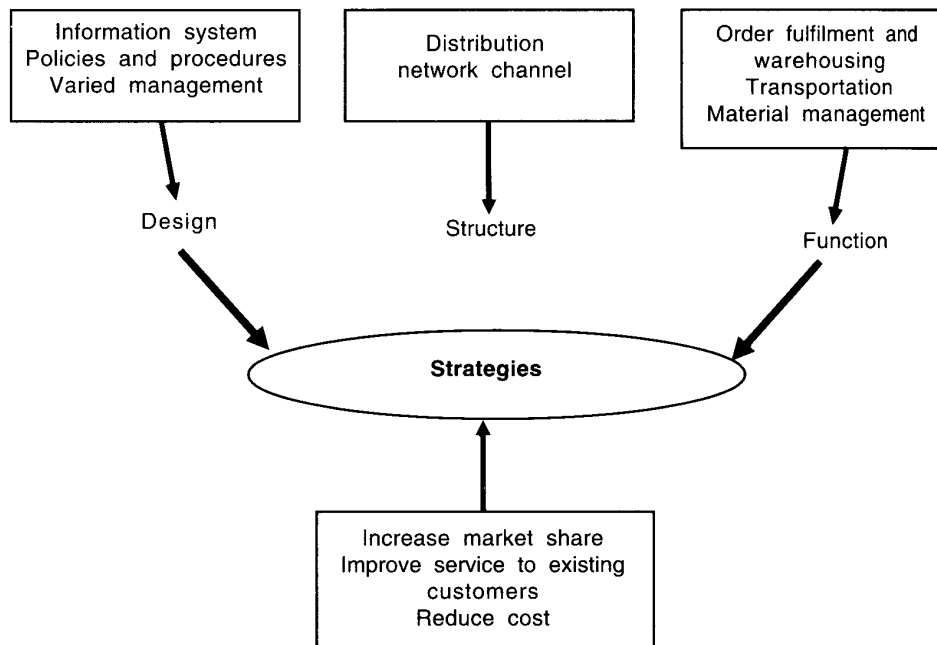 Information system
Policies and procedures
Varied management
Distribution
network channel
Order fulfilment and
warehousing
Transportation
Material management
Design
Structure
Function
Strategies
Increase market share
Improve service to existing
customers
Reduce cost